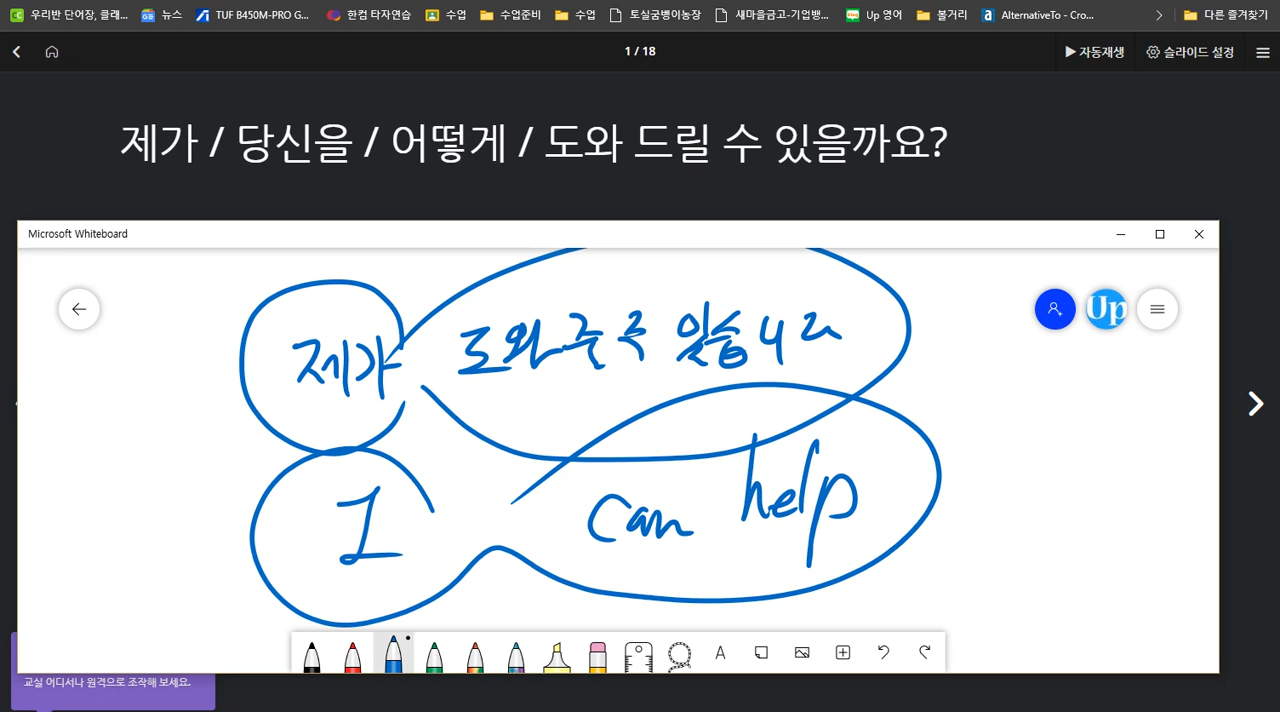 우리반 단어장, 클래... 뉴스 TUF B450M-PRO G... 한컴 타자연습 수업 수업준비 수업 토실궁뱅이농장 새마을금고-기업뱅... Up 영어 볼거리 AlternativeTo - Cro... 다른 즐겨찾기
1 / 18 자동재생 슬라이드 설정
제가 / 당신을 / 어떻게 / 도와 드릴 수 있을까요?
Microsoft Whiteboard
Up
제가 도와줄 수 있습니다
I can help
교실 어디서나 원격으로 조작해 보세요.